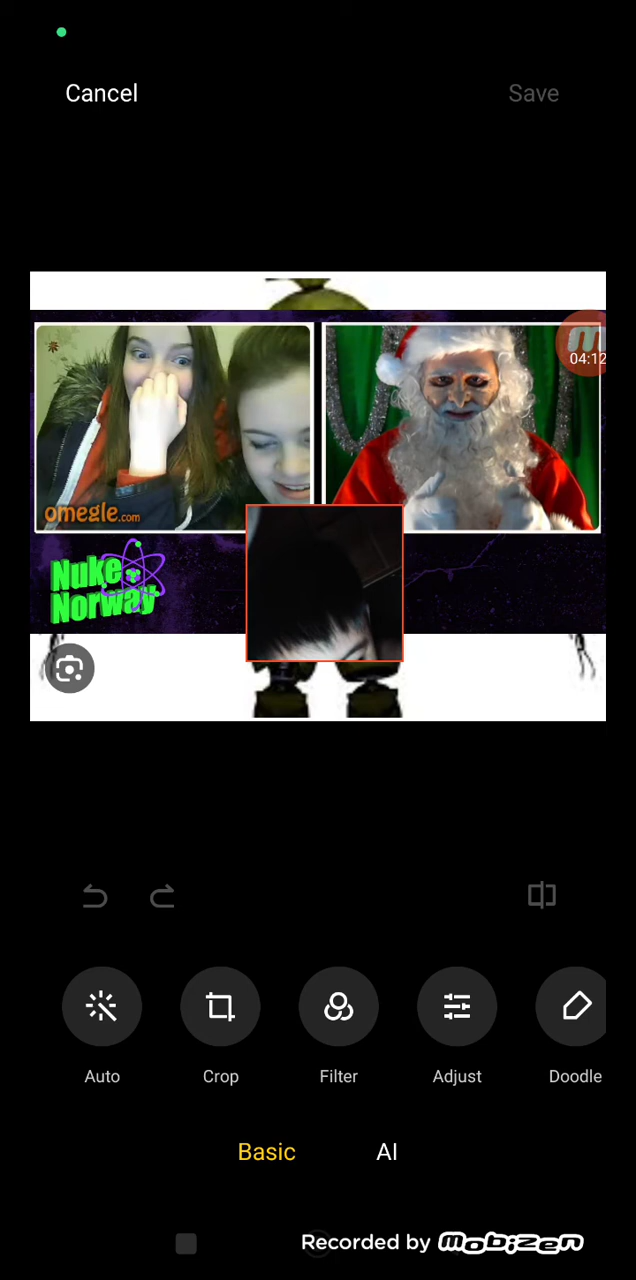 Cancel
Save
04:12
omegle.com
Nuke
Norway
Auto
Crop
Filter
Adjust
Doodle
Basic
AI
Recorded by mobizen